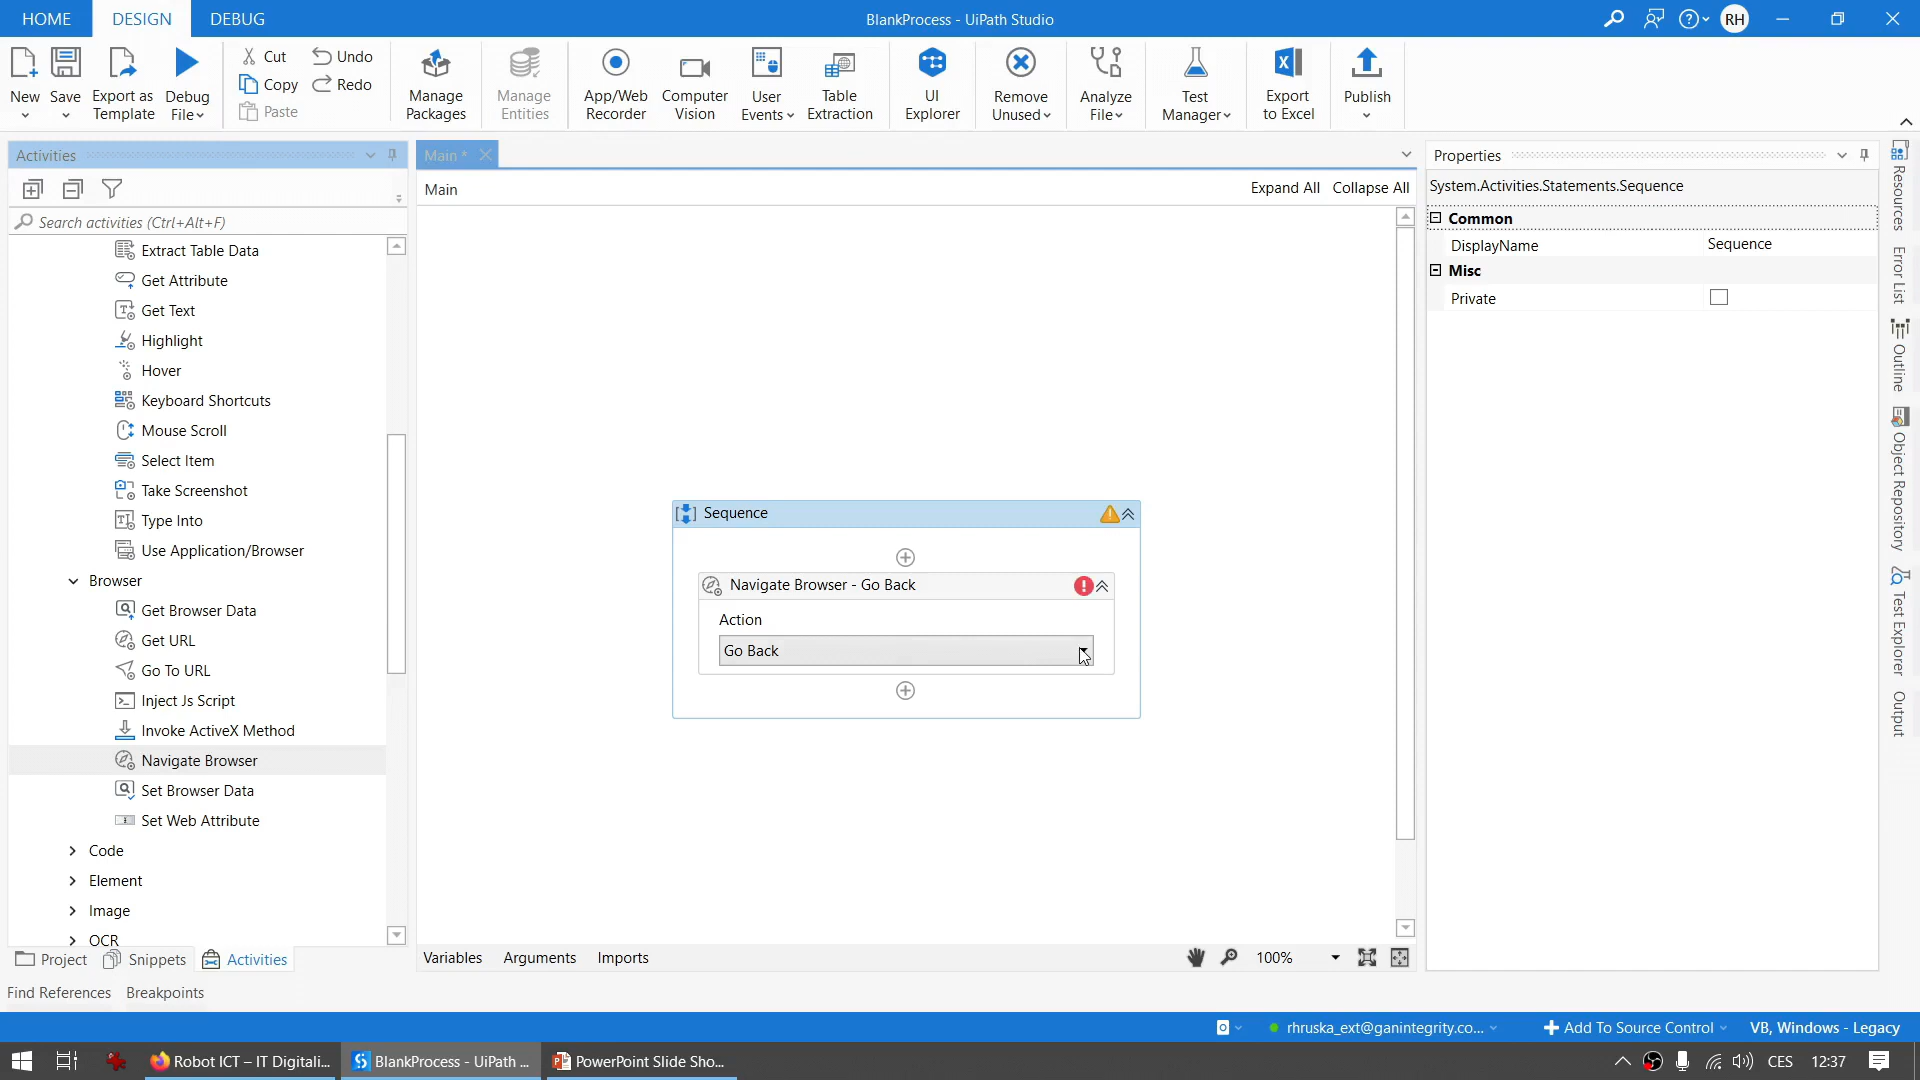 HOME DESIGN DEBUG
BlankProcess - UiPath Studio
RH
New
Save
Export as Template
Debug File
Cut
Copy
Paste
Undo
Redo
Manage Packages
Manage Entities
App/Web Recorder
Computer Vision
User Events
Table Extraction
UI Explorer
Remove Unused
Analyze File
Test Manager
Export to Excel
Publish
Activities
Search activities (Ctrl+Alt+F)
Extract Table Data
Get Attribute
Get Text
Highlight
Hover
Keyboard Shortcuts
Mouse Scroll
Select Item
Take Screenshot
Type Into
Use Application/Browser
Browser
Get Browser Data
Get URL
Go To URL
Inject Js Script
Invoke ActiveX Method
Navigate Browser
Set Browser Data
Set Web Attribute
Code
Element
Image
OCR
Project Snippets Activities
Find References Breakpoints
Main *
Main
Expand All Collapse All
Sequence
Navigate Browser - Go Back
Action
Go Back
Variables Arguments Imports
100%
Properties
System.Activities.Statements.Sequence
Common
DisplayName Sequence
Misc
Private
Resources
Error List
Outline
Object Repository
Test Explorer
Output
rhruska_ext@ganintegrity.co...
Add To Source Control
VB, Windows - Legacy
Robot ICT – IT Digitali...
BlankProcess - UiPath ...
PowerPoint Slide Sho...
CES
12:37